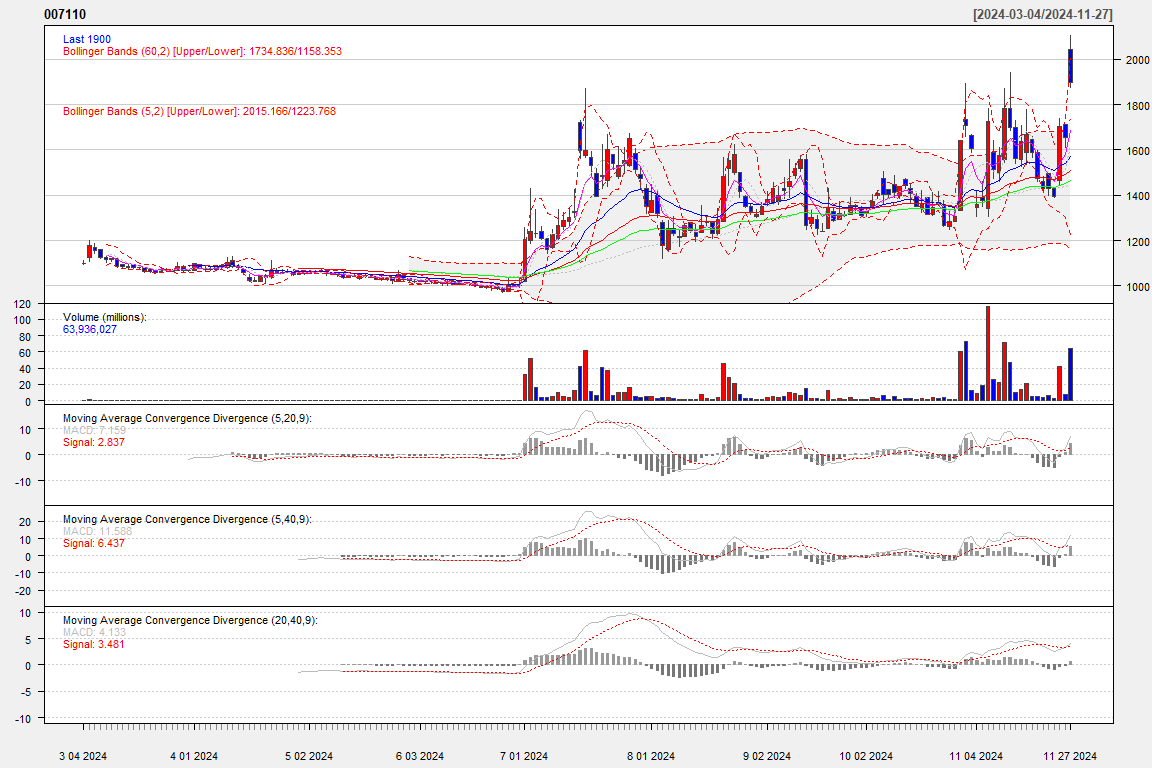 007110 [2024-03-04/2024-11-27]
Last 1900
Bollinger Bands (60,2) [Upper/Lower]: 1734.836/1158.353
Bollinger Bands (5,2) [Upper/Lower]: 2015.166/1223.768
2000
1800
1600
1400
1200
1000
Volume (millions):
63,936,027
120
100
80
60
40
20
0
Moving Average Convergence Divergence (5,20,9):
MACD: 7.159
Signal: 2.837
10
0
-10
Moving Average Convergence Divergence (5,40,9):
MACD: 11.588
Signal: 6.437
20
10
0
-10
-20
Moving Average Convergence Divergence (20,40,9):
MACD: 4.133
Signal: 3.481
10
5
0
-5
-10
3 04 2024 4 01 2024 5 02 2024 6 03 2024 7 01 2024 8 01 2024 9 02 2024 10 02 2024 11 04 2024 11 27 2024